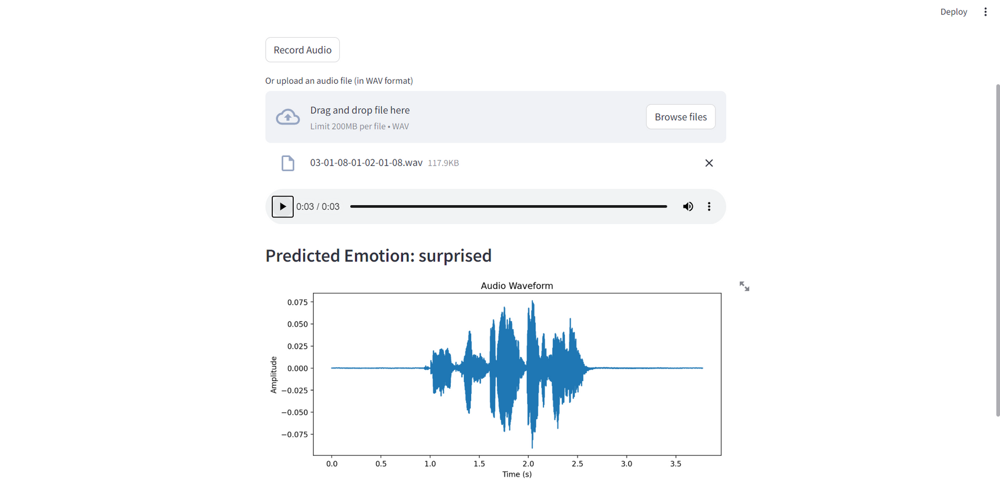 Deploy
Record Audio
Or upload an audio file (in WAV format)
Drag and drop file here
Limit 200MB per file • WAV
Browse files
03-01-08-01-02-01-08.wav 117.9KB
0:03 / 0:03
Predicted Emotion: surprised
Audio Waveform
0.075
0.050
0.025
0.000
−0.025
−0.050
−0.075
Amplitude
0.0 0.5 1.0 1.5 2.0 2.5 3.0 3.5
Time (s)